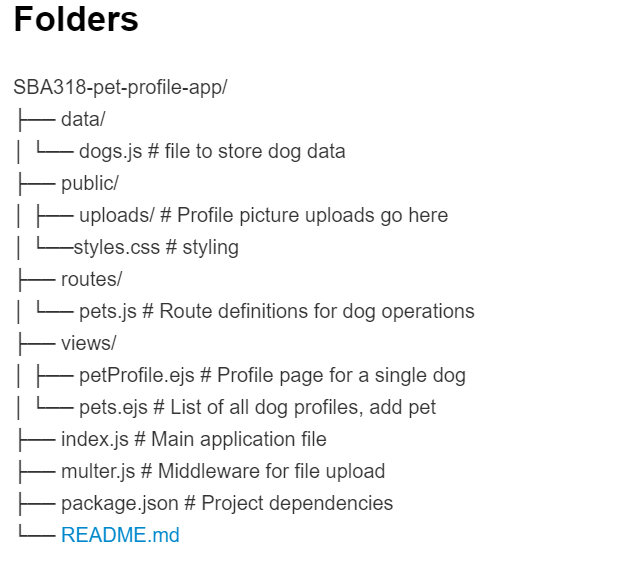 Folders
SBA318-pet-profile-app/
├── data/
│ └── dogs.js # file to store dog data
├── public/
│ ├── uploads/ # Profile picture uploads go here
│ └──styles.css # styling
├── routes/
│ └── pets.js # Route definitions for dog operations
├── views/
│ ├── petProfile.ejs # Profile page for a single dog
│ └── pets.ejs # List of all dog profiles, add pet
├── index.js # Main application file
├── multer.js # Middleware for file upload
├── package.json # Project dependencies
└── README.md